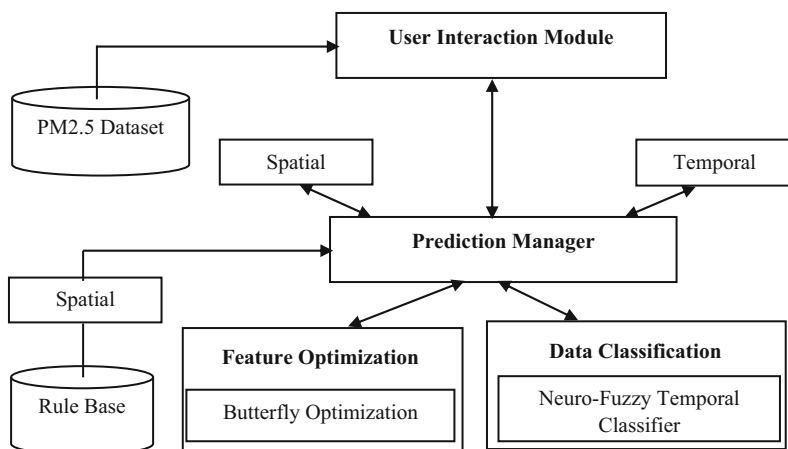 User Interaction Module
PM2.5 Dataset
Spatial
Temporal
Prediction Manager
Spatial
Feature Optimization
Data Classification
Rule Base
Butterfly Optimization
Neuro-Fuzzy Temporal
Classifier